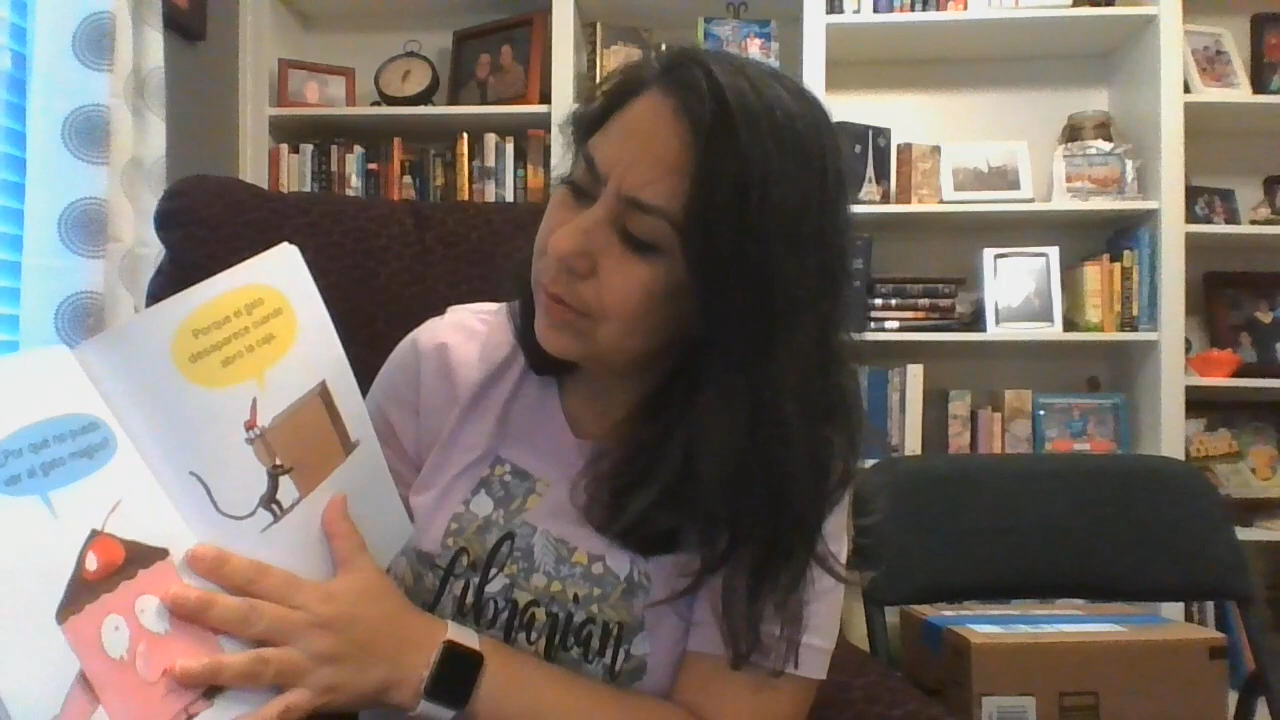 ¿Por qué no puedo
ver al gato mágico?
Porque el gato
desaparece cuando
abro la caja.
Librarian